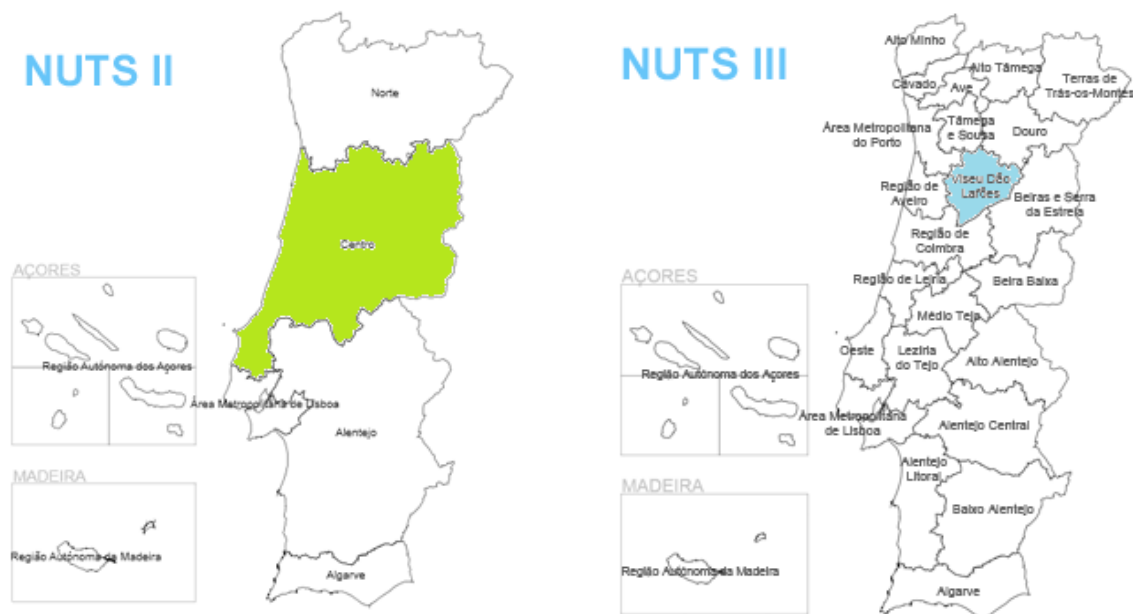 NUTS II
Norte
Centro
AÇORES
Região Autónoma dos Açores
Área Metropolitana de Lisboa
Alentejo
MADEIRA
Região Autónoma da Madeira
Algarve
NUTS III
Alto Minho
Alto Tâmega
Terras de
Trás-os-Montes
Cávado
Ave
Tâmega
e Sousa
Douro
Área Metropolitana
do Porto
Viseu Dão
Lafões
Região de
Aveiro
Beiras e Serra
da Estrela
Região de
Coimbra
AÇORES
Região de Leiria
Beira Baixa
Médio Tejo
Oeste
Lezíria
do Tejo
Alto Alentejo
Região Autónoma dos Açores
Área Metropolitana
de Lisboa
Alentejo Central
Alentejo
Litoral
MADEIRA
Baixo Alentejo
Região Autónoma da Madeira
Algarve